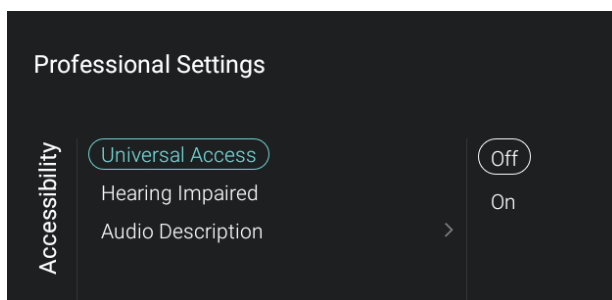 Professional Settings
Accessibility
Universal Access
Off
Hearing Impaired
On
Audio Description